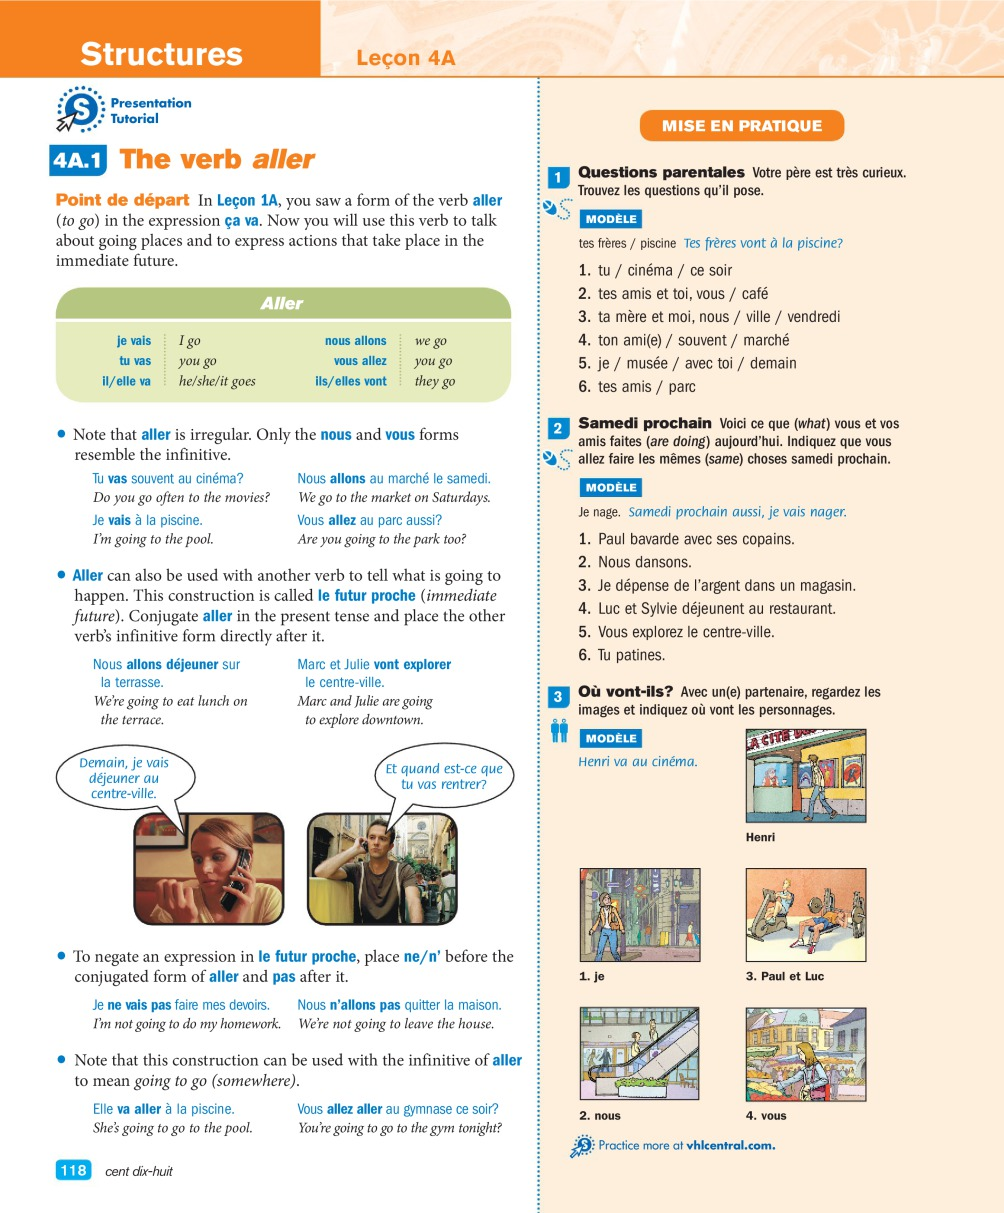 Structures
Leçon 4A
Presentation
Tutorial
4A.1 The verb aller
Point de départ In Leçon 1A, you saw a form of the verb aller
(to go) in the expression ça va. Now you will use this verb to talk
about going places and to express actions that take place in the
immediate future.
Aller
je vais I go nous allons we go
tu vas you go vous allez you go
il/elle va he/she/it goes ils/elles vont they go
• Note that aller is irregular. Only the nous and vous forms
resemble the infinitive.
Tu vas souvent au cinéma? Nous allons au marché le samedi.
Do you go often to the movies? We go to the market on Saturdays.
Je vais à la piscine. Vous allez au parc aussi?
I'm going to the pool. Are you going to the park too?
• Aller can also be used with another verb to tell what is going to
happen. This construction is called le futur proche (immediate
future). Conjugate aller in the present tense and place the other
verb's infinitive form directly after it.
Nous allons déjeuner sur Marc et Julie vont explorer
la terrasse. le centre-ville.
We're going to eat lunch on Marc and Julie are going
the terrace. to explore downtown.
Demain, je vais
déjeuner au
centre-ville.
Et quand est-ce que
tu vas rentrer?
• To negate an expression in le futur proche, place ne/n' before the
conjugated form of aller and pas after it.
Je ne vais pas faire mes devoirs. Nous n'allons pas quitter la maison.
I'm not going to do my homework. We're not going to leave the house.
• Note that this construction can be used with the infinitive of aller
to mean going to go (somewhere).
Elle va aller à la piscine. Vous allez aller au gymnase ce soir?
She's going to go to the pool. You're going to go to the gym tonight?
118 cent dix-huit
MISE EN PRATIQUE
1 Questions parentales Votre père est très curieux.
Trouvez les questions qu'il pose.
MODÈLE
tes frères / piscine Tes frères vont à la piscine?
1. tu / cinéma / ce soir
2. tes amis et toi, vous / café
3. ta mère et moi, nous / ville / vendredi
4. ton ami(e) / souvent / marché
5. je / musée / avec toi / demain
6. tes amis / parc
2 Samedi prochain Voici ce que (what) vous et vos
amis faites (are doing) aujourd'hui. Indiquez que vous
allez faire les mêmes (same) choses samedi prochain.
MODÈLE
Je nage. Samedi prochain aussi, je vais nager.
1. Paul bavarde avec ses copains.
2. Nous dansons.
3. Je dépense de l'argent dans un magasin.
4. Luc et Sylvie déjeunent au restaurant.
5. Vous explorez le centre-ville.
6. Tu patines.
3 Où vont-ils? Avec un(e) partenaire, regardez les
images et indiquez où vont les personnages.
MODÈLE
Henri va au cinéma.
LA CITE
Henri
1. je
3. Paul et Luc
2. nous
4. vous
S Practice more at vhlcentral.com.